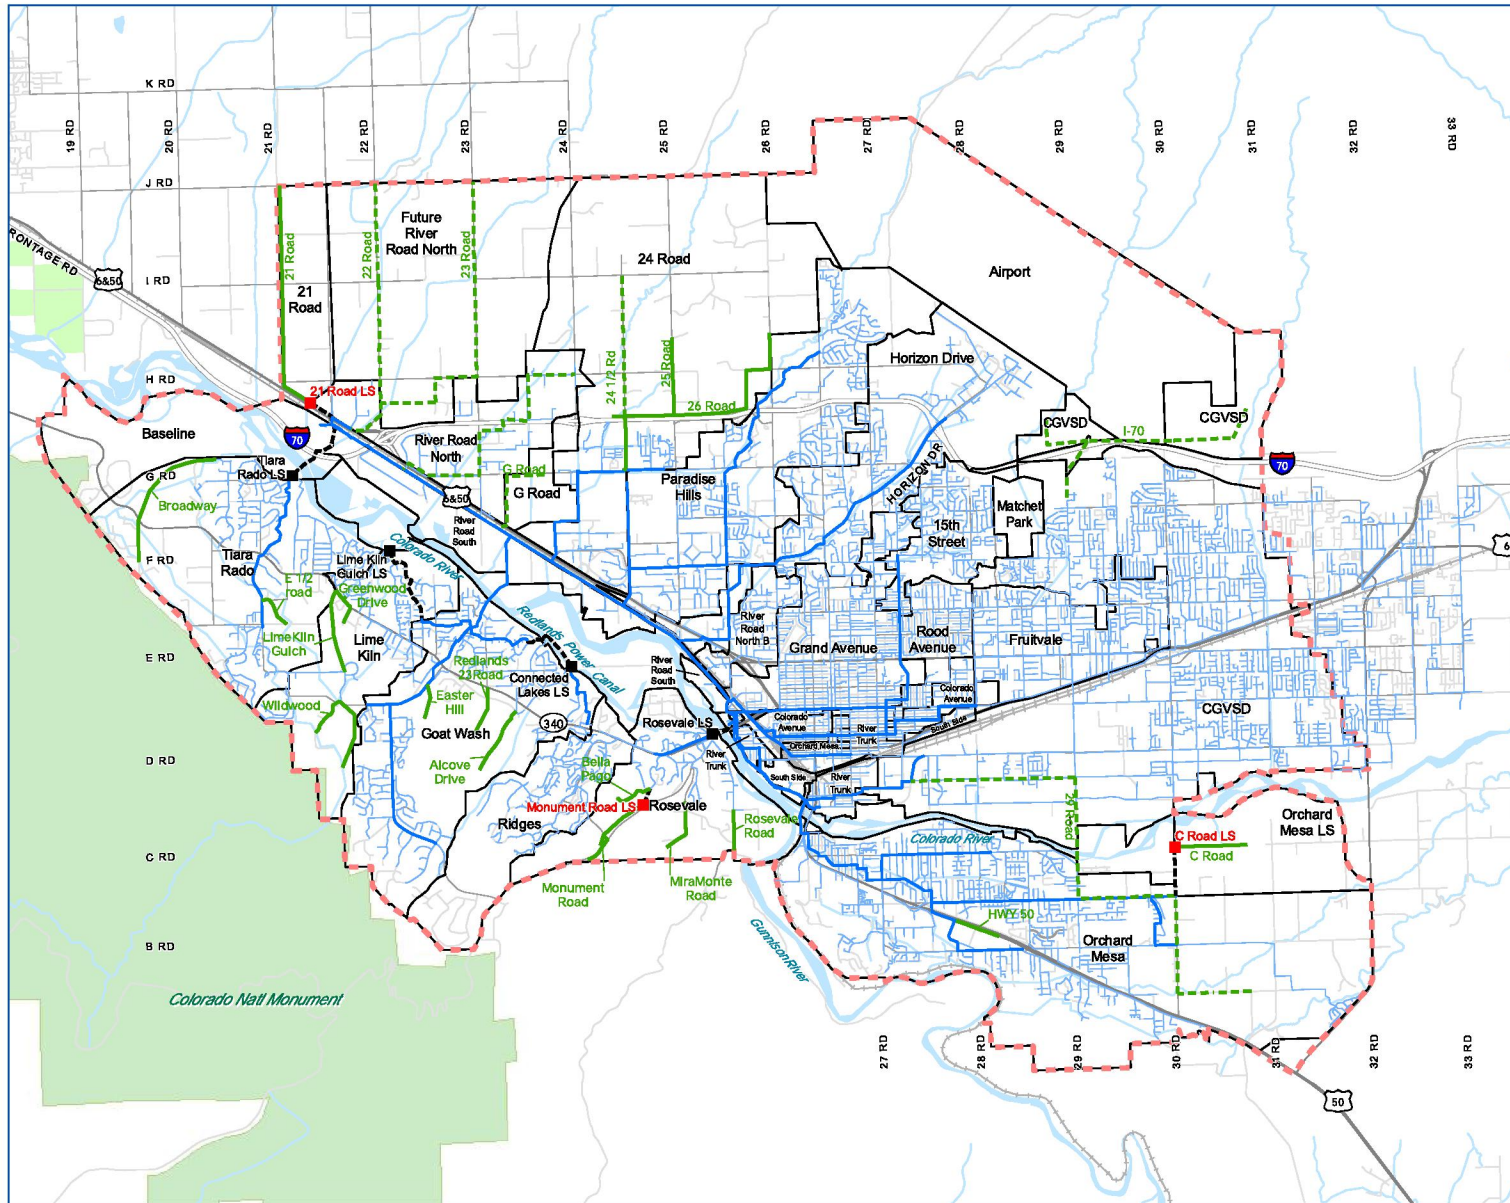 K RD
19 RD
20 RD
21 RD
22 RD
23 RD
24 RD
25 RD
26 RD
27 RD
28 RD
29 RD
30 RD
31 RD
32 RD
33 RD
J RD
Future
River
Road North
21 Road
22 Road
23 Road
24 Road
Airport
RONTAGE RD
6&50
I RD
21
Road
Horizon Drive
24 1/2 Rd
25 Road
H RD
21 Road LS
26 Road
CGVSD
CGVSD
I-70
Baseline
70
River Road
North
HORIZON DR
70
Tiara
Rado LS
G RD
G Road
G Road
Paradise
Hills
6&50
Broadway
River
Road
South
Matchet
Park
15th
Street
6
Colorado River
F RD
Tiara
Rado
Lime Kiln
Gulch LS
E 1/2
road
Greenwood
Drive
Redlands Power Canal
River
Road
North B
Rood
Avenue
Fruitvale
Lime Kiln
Gulch
Lime
Kiln
Grand Avenue
E RD
Redlands
23 Road
River
Road
South
Connected
Lakes LS
Easter
Hill
Colorado
Avenue
Wildwood
CGVSD
340
Rosevale LS
Colorado
Avenue
South Side
Goat Wash
River
Trunk
Orchard Mesa
River
Trunk
D RD
Alcove
Drive
Bella
Pago
South Side
River
Trunk
Monument Road LS
Rosevale
29 Road
Ridges
Rosevale
Road
Orchard
Mesa LS
C Road LS
Colorado River
C RD
C Road
Monument
Road
MiraMonte
Road
HWY 50
B RD
Gunnison River
Orchard
Mesa
Colorado Natl Monument
27 RD
28 RD
29 RD
30 RD
31 RD
32 RD
33 RD
50